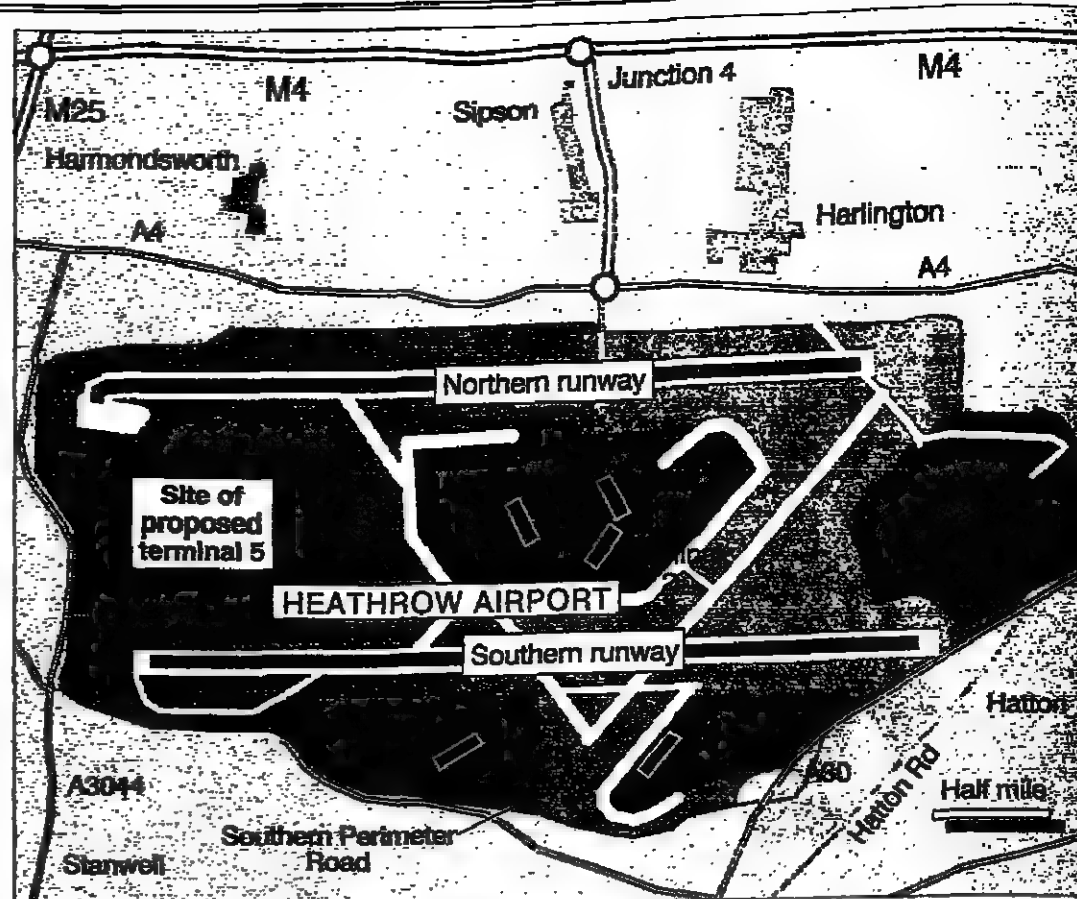 M4
Junction 4
M4
M25
Sipson
Harmondsworth
Harlington
A4
A4
Northern runway
Site of
proposed
terminal 5
HEATHROW AIRPORT
Southern runway
Hatton
A3044
A30
Hatton Rd
Half mile
Southern Perimeter
Road
Stanwell